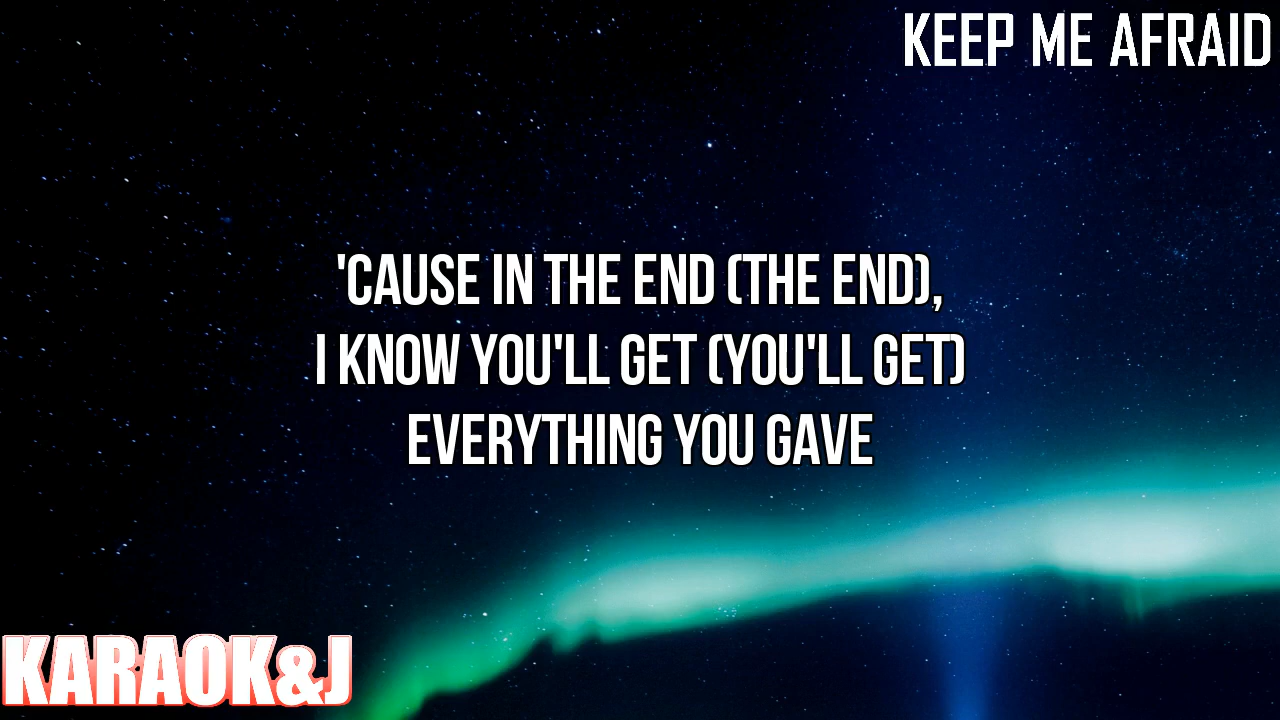 KEEP ME AFRAID
'CAUSE IN THE END (THE END),
I KNOW YOU'LL GET (YOU'LL GET)
EVERYTHING YOU GAVE
KARAOK&J